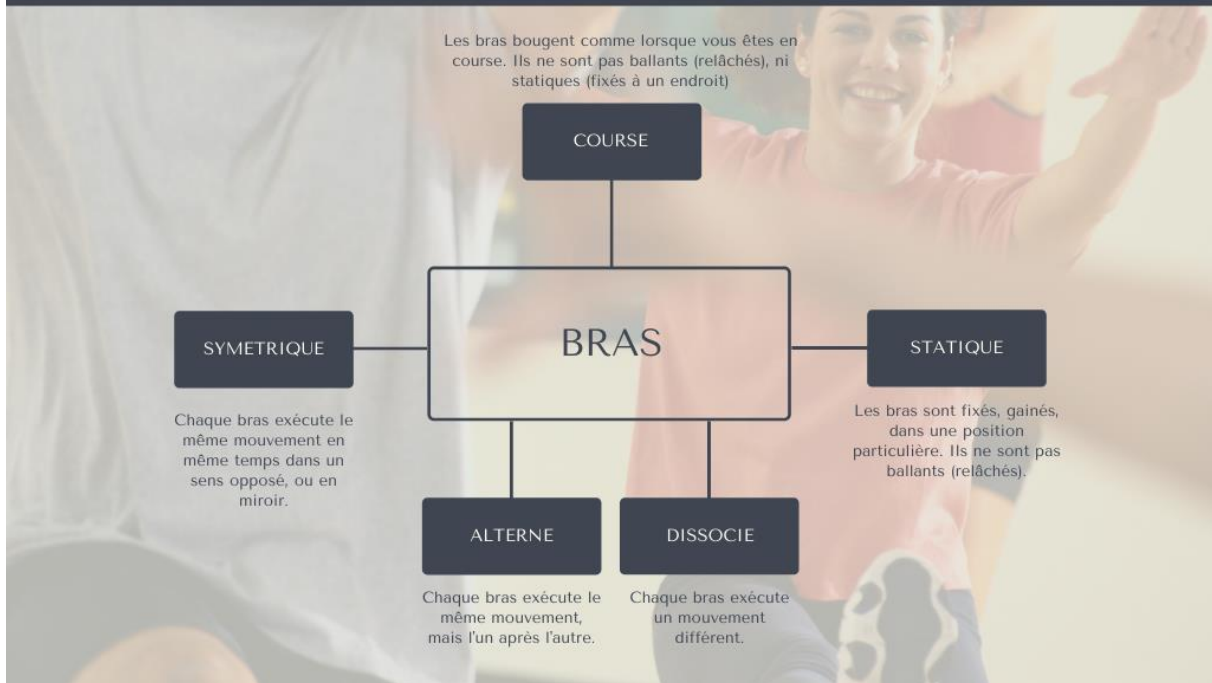 Les bras bougent comme lorsque vous êtes en
course. Ils ne sont pas ballants (relâchés), ni
statiques (fixés à un endroit)
COURSE
BRAS
SYMETRIQUE
Chaque bras exécute le
même mouvement en
même temps dans un
sens opposé, ou en
miroir.
STATIQUE
Les bras sont fixés, gainés,
dans une position
particulière. Ils ne sont pas
ballants (relâchés).
ALTERNE
Chaque bras exécute le
même mouvement,
mais l'un après l'autre.
DISSOCIE
Chaque bras exécute
un mouvement
différent.